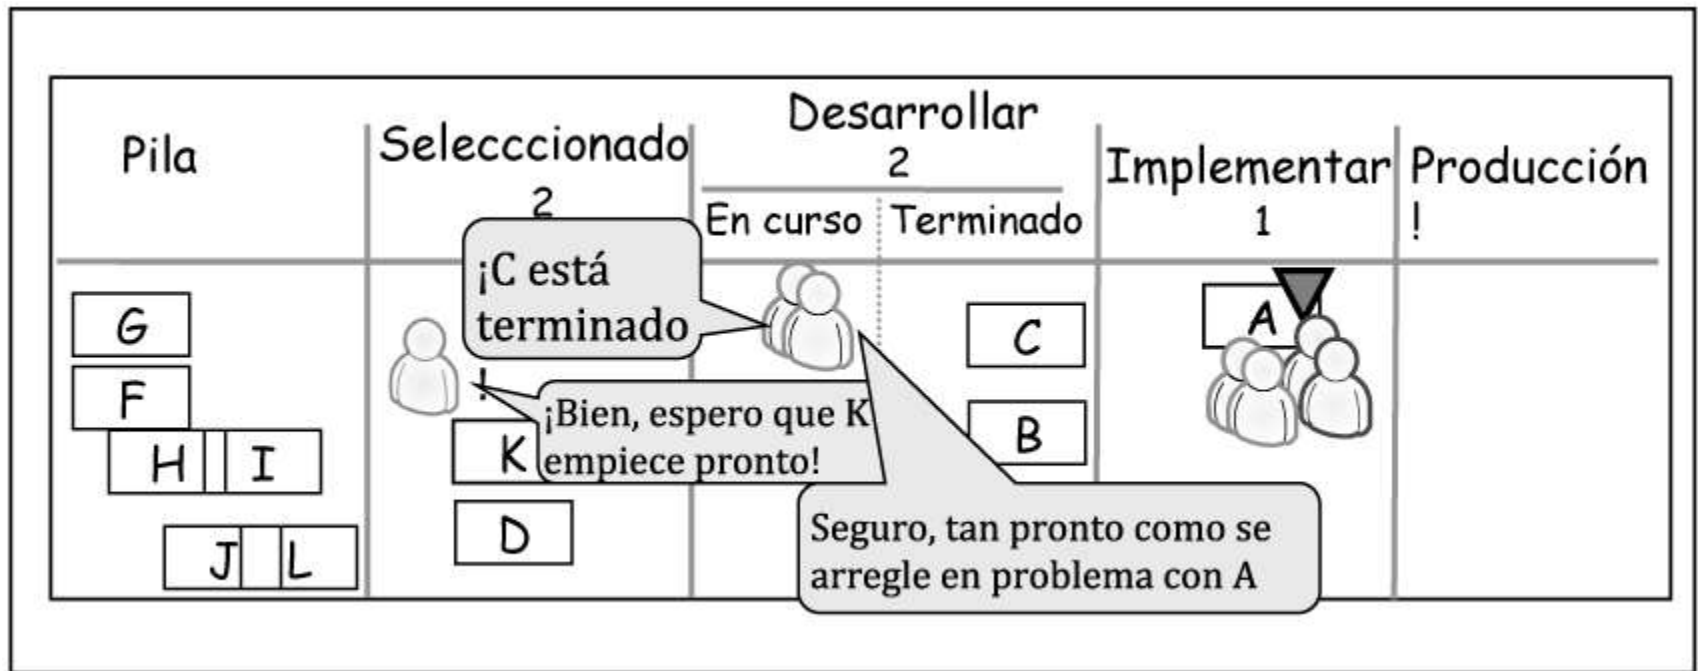 Pila
Selecccionado
2
Desarrollar
2
En curso
Terminado
Implementar
1
Producción
!
¡C está
terminado
!
¡Bien, espero que K
empiece pronto!
Seguro, tan pronto como se
arregle en problema con A
G
F
H I
J L
K
D
C
B
A